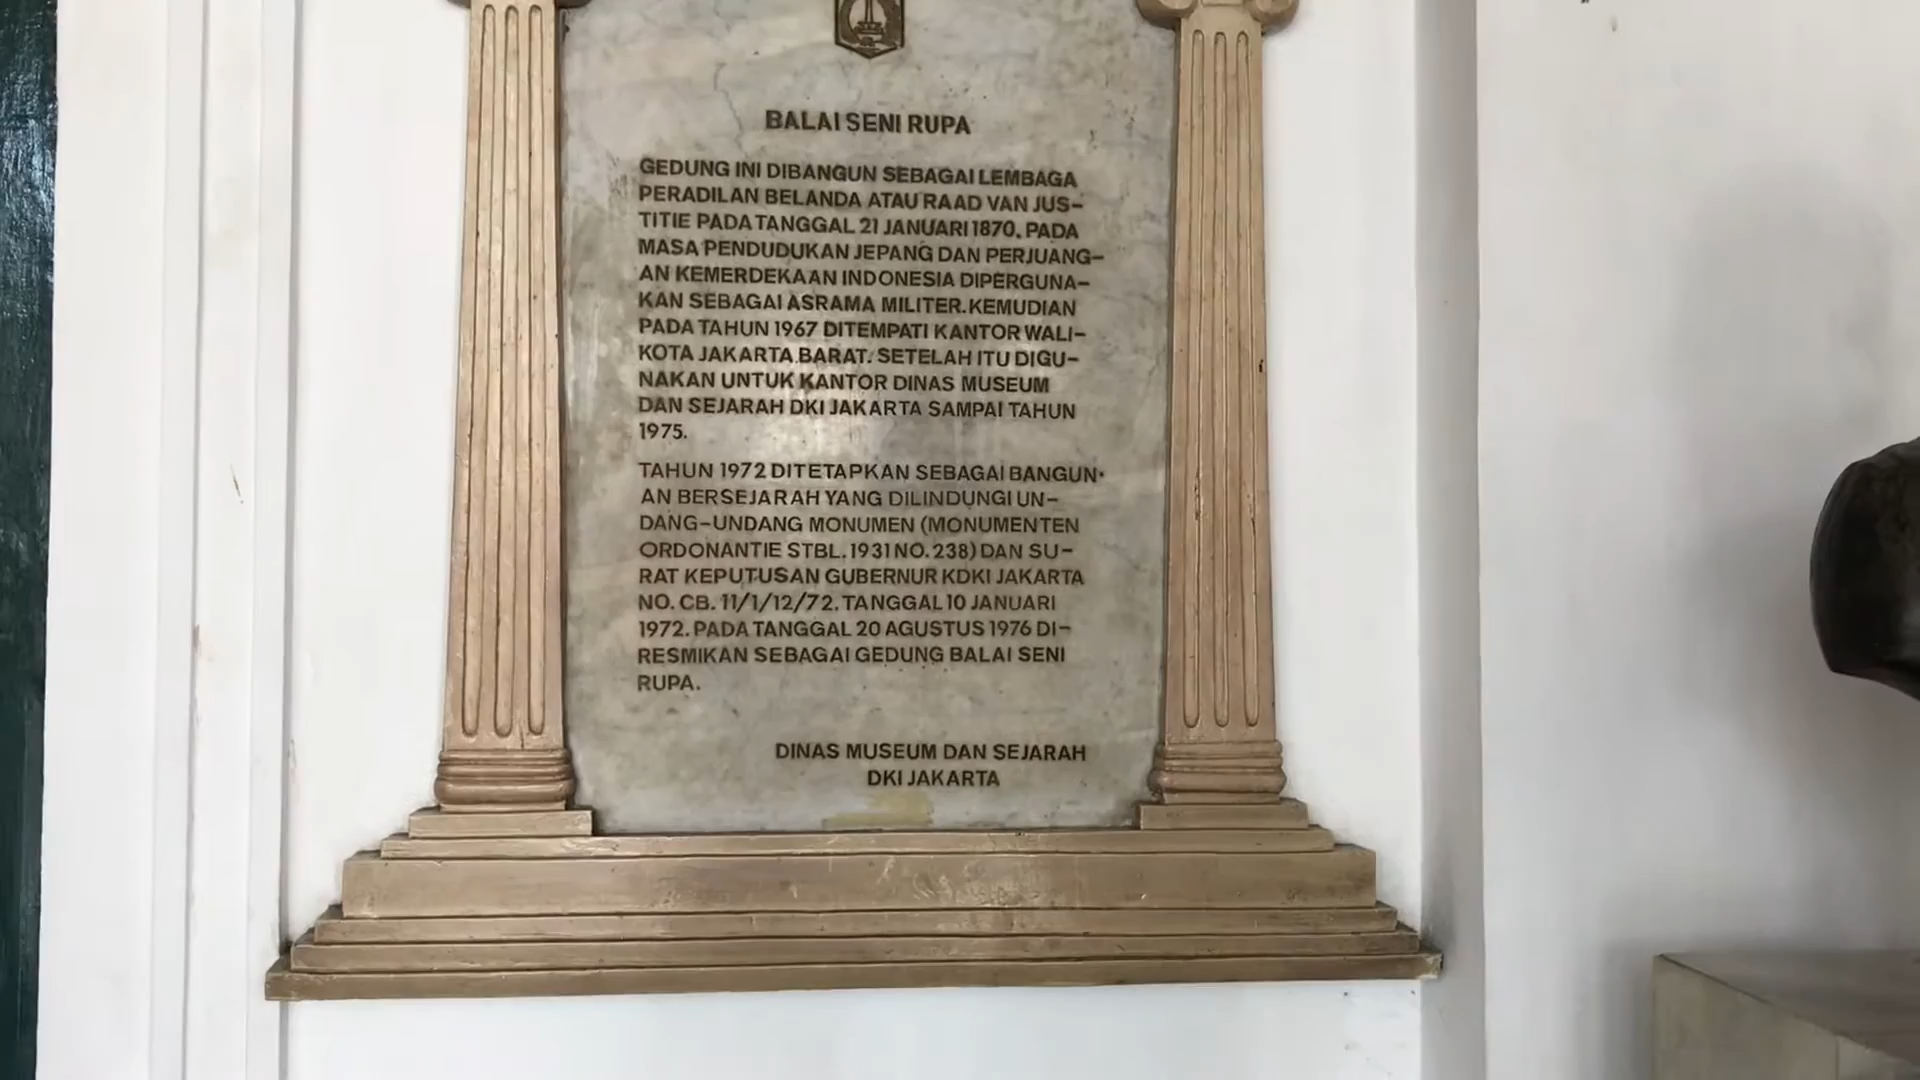 BALAI SENI RUPA
GEDUNG INI DIBANGUN SEBAGAI LEMBAGA
PERADILAN BELANDA ATAU RAAD VAN JUS-
TITIE PADA TANGGAL 21 JANUARI 1870. PADA
MASA PENDUDUKAN JEPANG DAN PERJUANG-
AN KEMERDEKAAN INDONESIA DIPERGUNA-
KAN SEBAGAI ASRAMA MILITER. KEMUDIAN
PADA TAHUN 1967 DITEMPATI KANTOR WALI-
KOTA JAKARTA BARAT. SETELAH ITU DIGU-
NAKAN UNTUK KANTOR DINAS MUSEUM
DAN SEJARAH DKI JAKARTA SAMPAI TAHUN
1975.
TAHUN 1972 DITETAPKAN SEBAGAI BANGUN-
AN BERSEJARAH YANG DILINDUNGI UN-
DANG-UNDANG MONUMEN (MONUMENTEN
ORDONANTIE STBL. 1931 NO. 238) DAN SU-
RAT KEPUTUSAN GUBERNUR KDKI JAKARTA
NO. CB. 11/1/12/72. TANGGAL 10 JANUARI
1972. PADA TANGGAL 20 AGUSTUS 1976 DI-
RESMIKAN SEBAGAI GEDUNG BALAI SENI
RUPA.
DINAS MUSEUM DAN SEJARAH
DKI JAKARTA